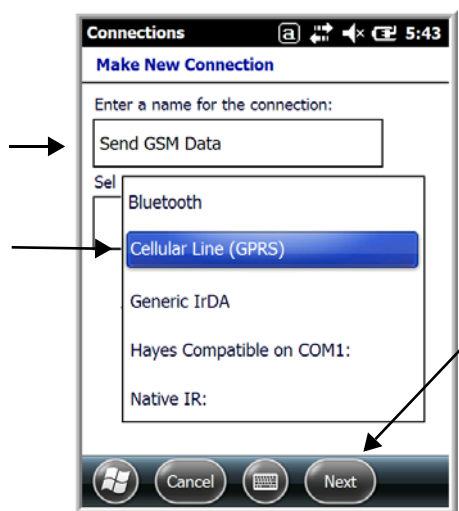 Connections a 5:43
Make New Connection
Enter a name for the connection:
Send GSM Data
Sel
Bluetooth
Cellular Line (GPRS)
Generic IrDA
Hayes Compatible on COM1:
Native IR:
Cancel Next